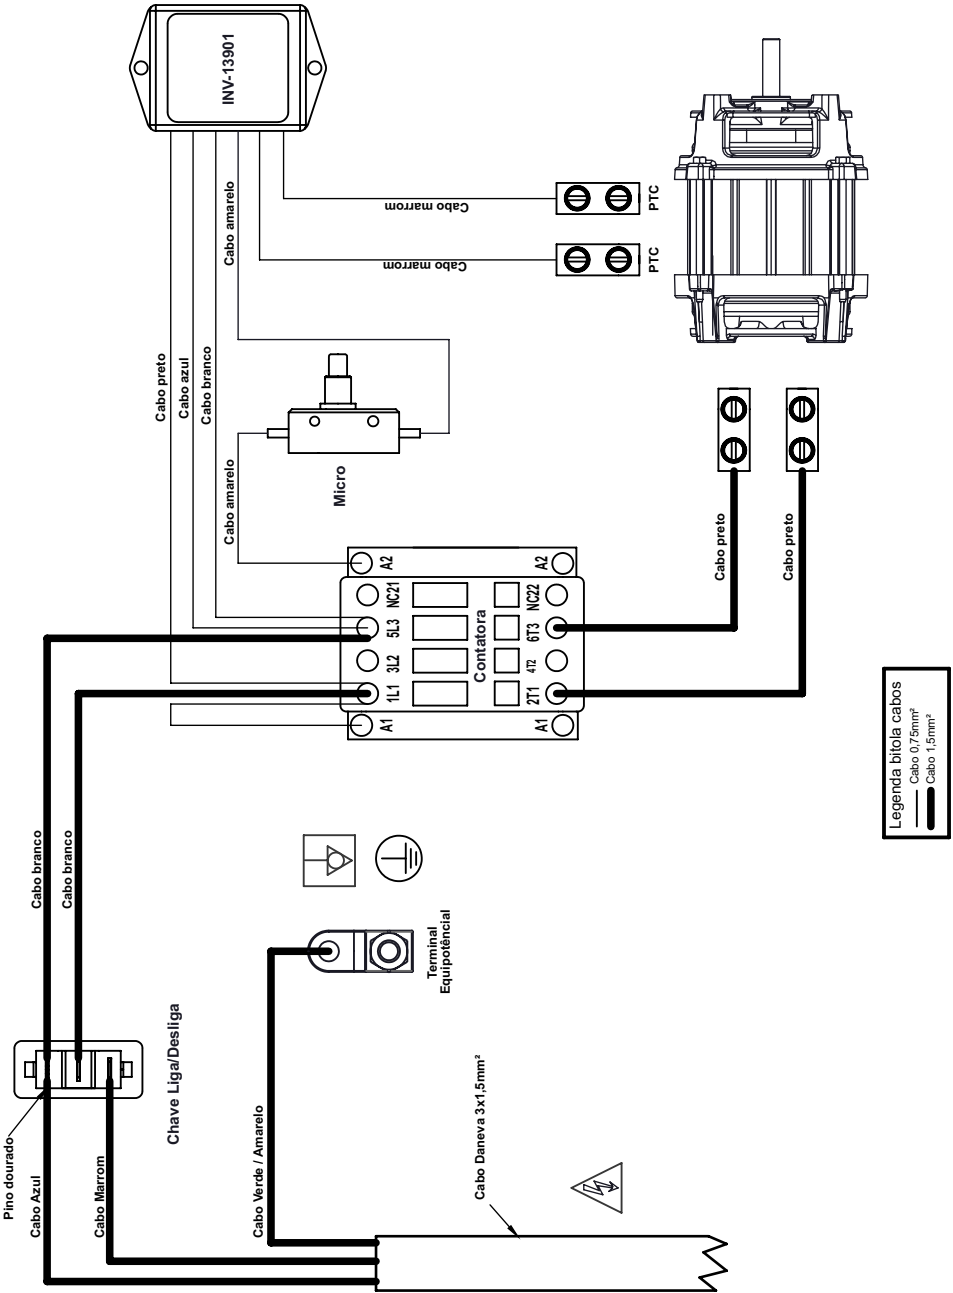 INV-13901
Cabo preto
Cabo azul
Cabo branco
Cabo amarelo
Cabo marrom
Cabo marrom
PTC
PTC
Cabo amarelo
Micro
Cabo preto
Cabo preto
A1
1L1
3L2
5L3
NC21
A2
Contatora
A1
2T1
4T2
6T3
NC22
A2
Cabo branco
Cabo branco
Legenda bitola cabos
Cabo 0,75mm²
Cabo 1,5mm²
Terminal
Equipotêncial
Chave Liga/Desliga
Pino dourado
Cabo Azul
Cabo Marrom
Cabo Verde / Amarelo
Cabo Daneva 3x1,5mm²